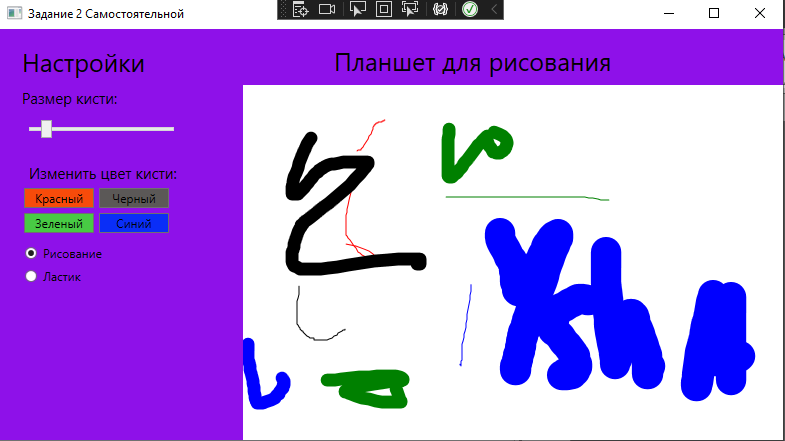 Задание 2 Самостоятельной
Настройки
Планшет для рисования
Размер кисти:
Изменить цвет кисти:
Красный Черный
Зеленый Синий
Рисование
Ластик